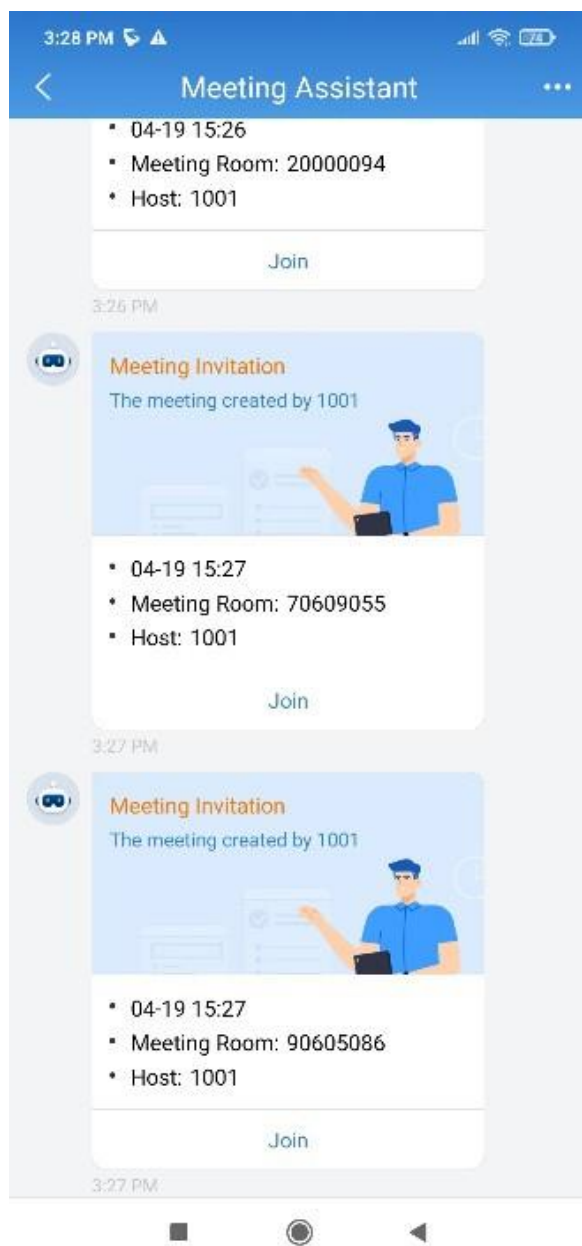 3:28 PM
74
Meeting Assistant
04-19 15:26
Meeting Room: 20000094
Host: 1001
Join
3:26 PM
Meeting Invitation
The meeting created by 1001
04-19 15:27
Meeting Room: 70609055
Host: 1001
Join
3:27 PM
Meeting Invitation
The meeting created by 1001
04-19 15:27
Meeting Room: 90605086
Host: 1001
Join
3:27 PM